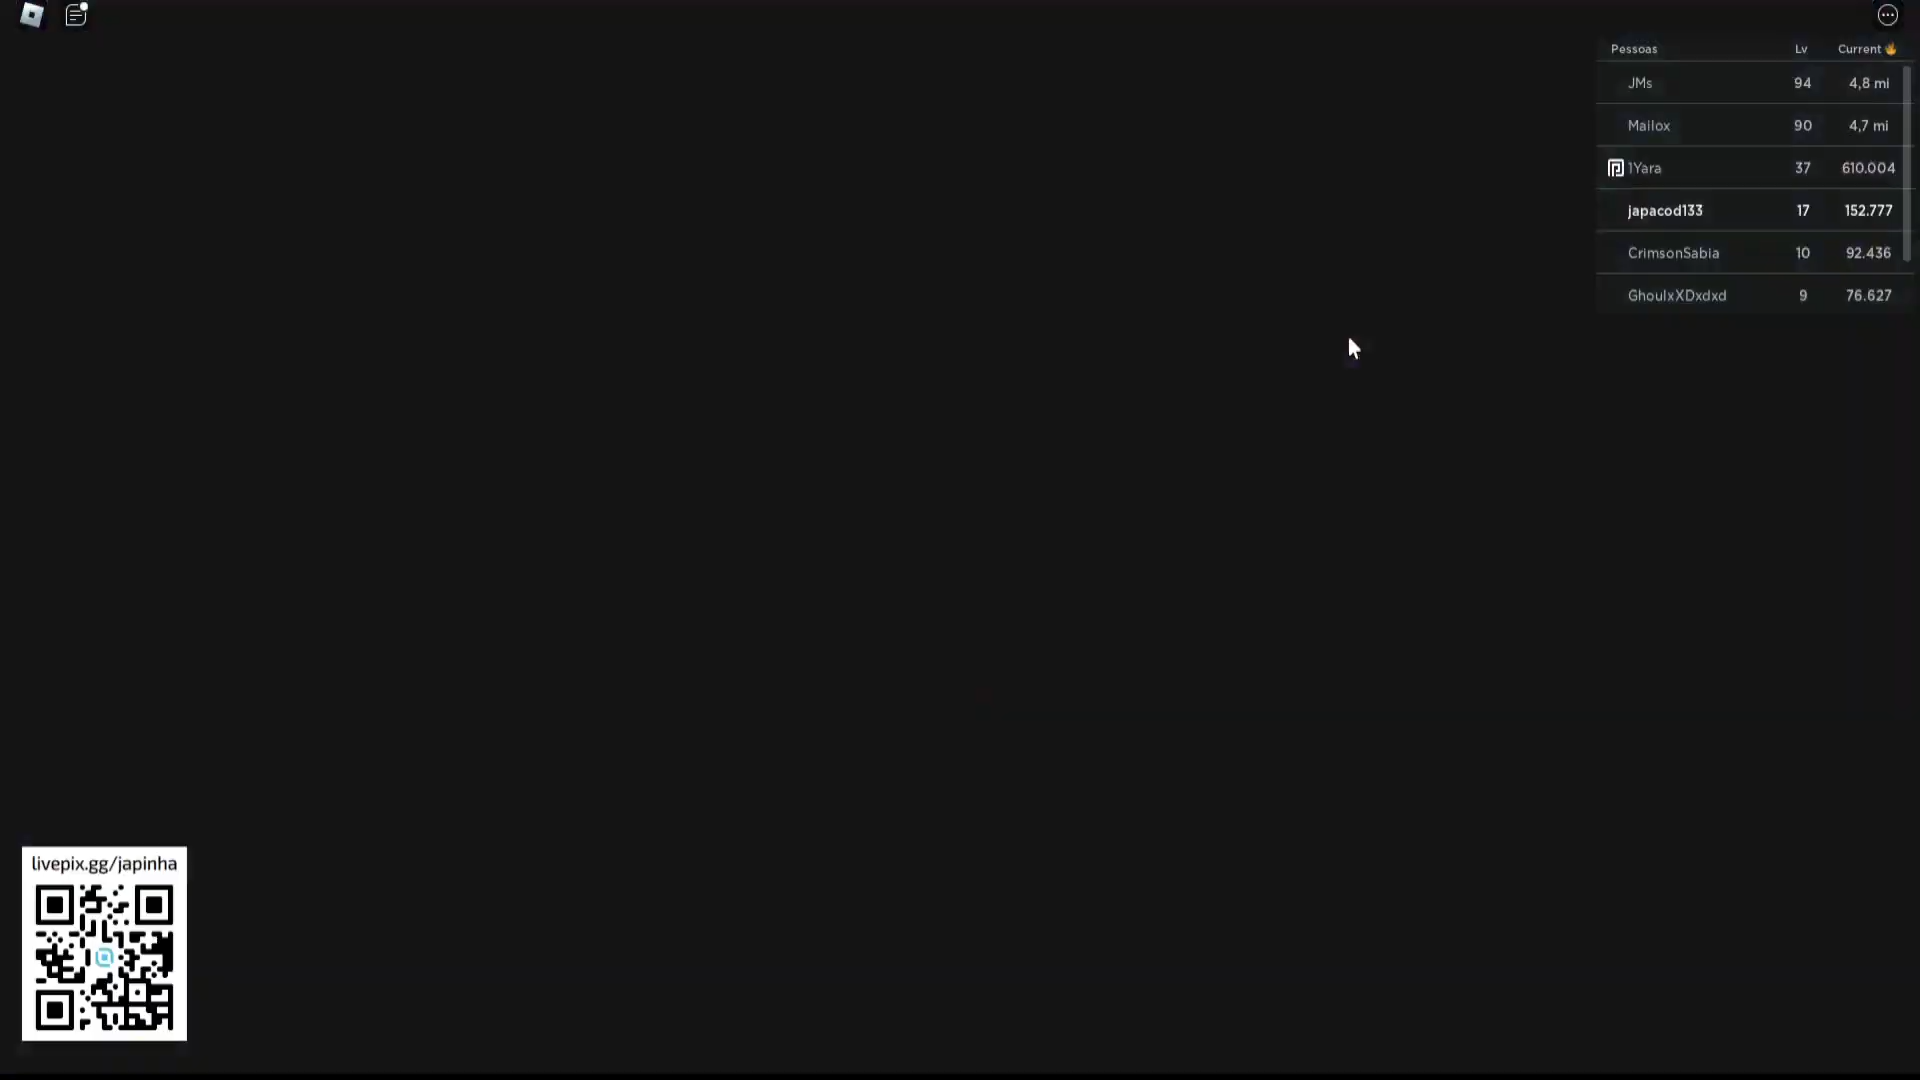 Pessoas Lv Current🔥
JMs 94 4,8 mi
Mailox 90 4,7 mi
1Yara 37 610.004
japacod133 17 152.777
CrimsonSabia 10 92.436
GhoulxXDxdxd 9 76.627
livepix.gg/japinha